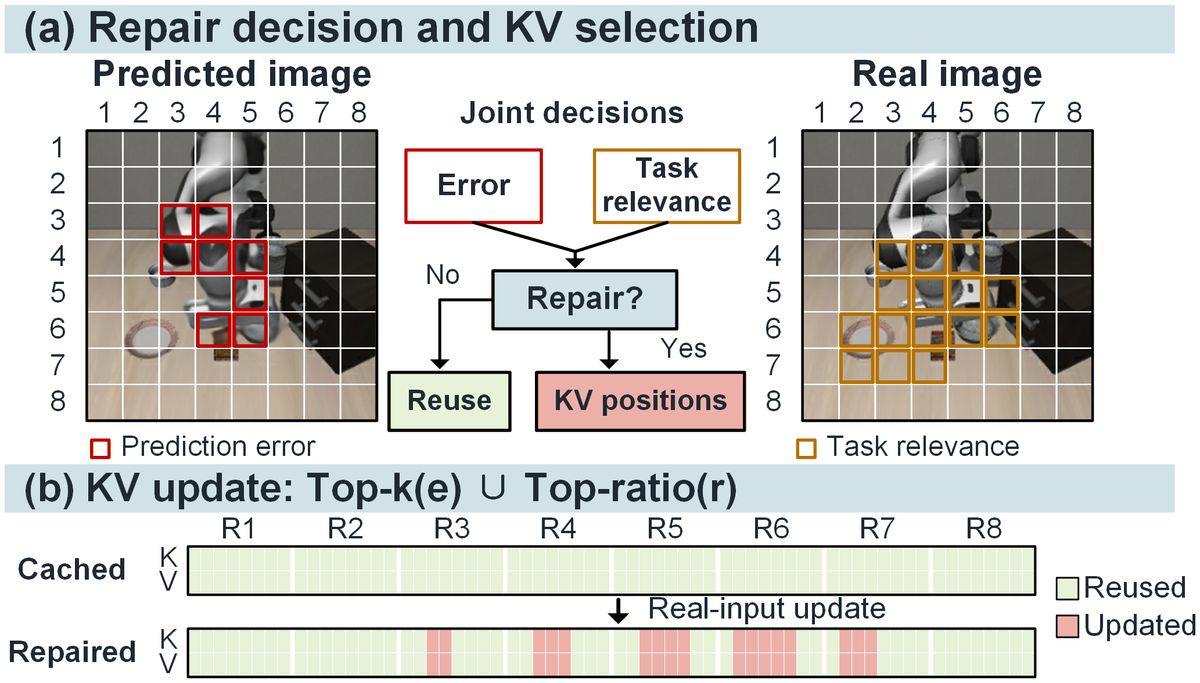 (a) Repair decision and KV selection
Predicted image
1 2 3 4 5 6 7 8
1
2
3
4
5
6
7
8
Prediction error
Joint decisions
Error
Task
relevance
Repair?
No
Yes
Reuse
KV positions
Real image
1 2 3 4 5 6 7 8
1
2
3
4
5
6
7
8
Task relevance
(b) KV update: Top-k(e) ∪ Top-ratio(r)
R1 R2 R3 R4 R5 R6 R7 R8
Cached
K
V
Real-input update
Repaired
K
V
Reused
Updated